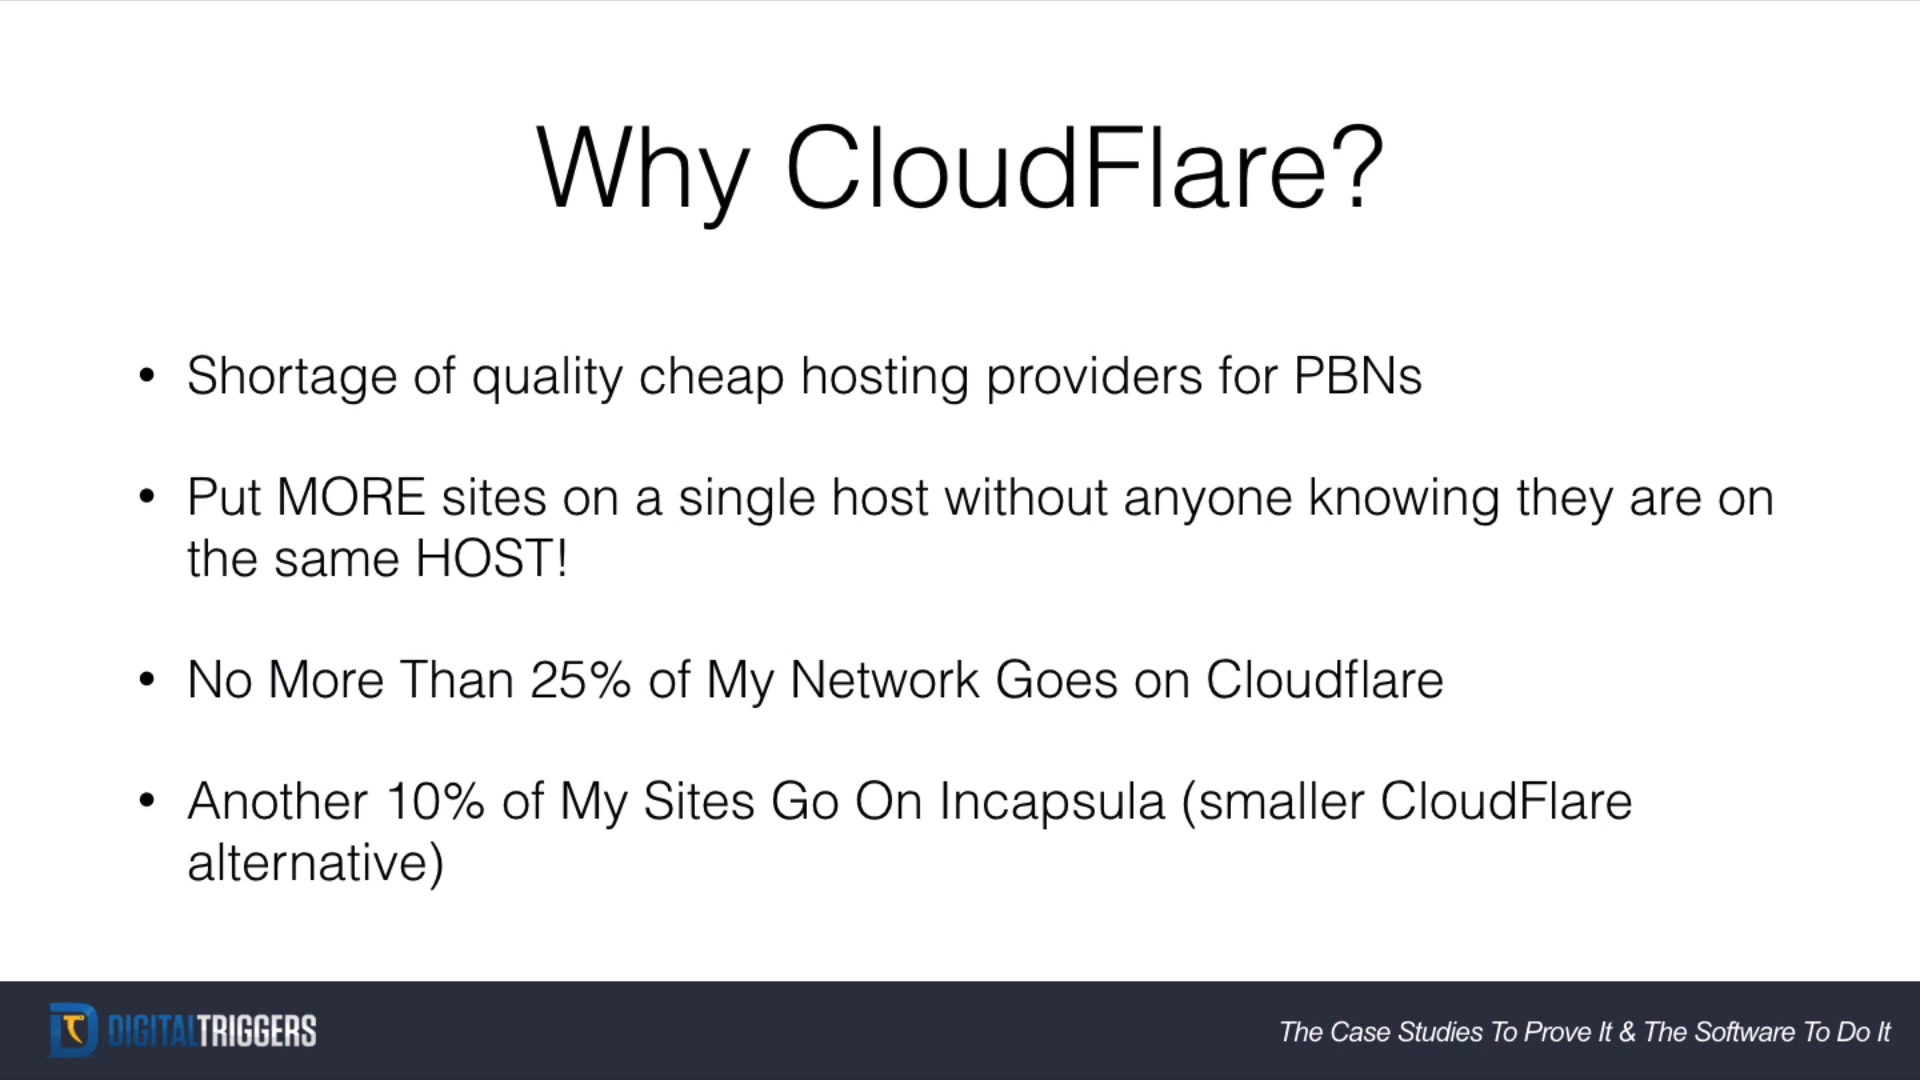 Why CloudFlare?
• Shortage of quality cheap hosting providers for PBNs
• Put MORE sites on a single host without anyone knowing they are on
the same HOST!
• No More Than 25% of My Network Goes on Cloudflare
• Another 10% of My Sites Go On Incapsula (smaller CloudFlare
alternative)
DIGITALTRIGGERS
The Case Studies To Prove It & The Software To Do It